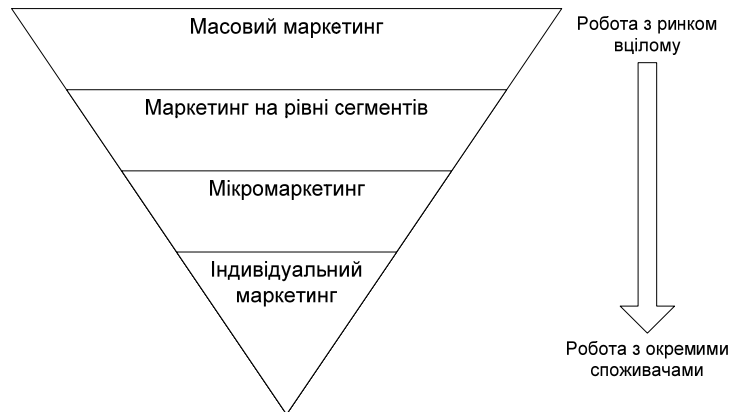 Масовий маркетинг
Маркетинг на рівні сегментів
Мікромаркетинг
Індивідуальний
маркетинг
Робота з ринком
вцілому
Робота з окремими
споживачами